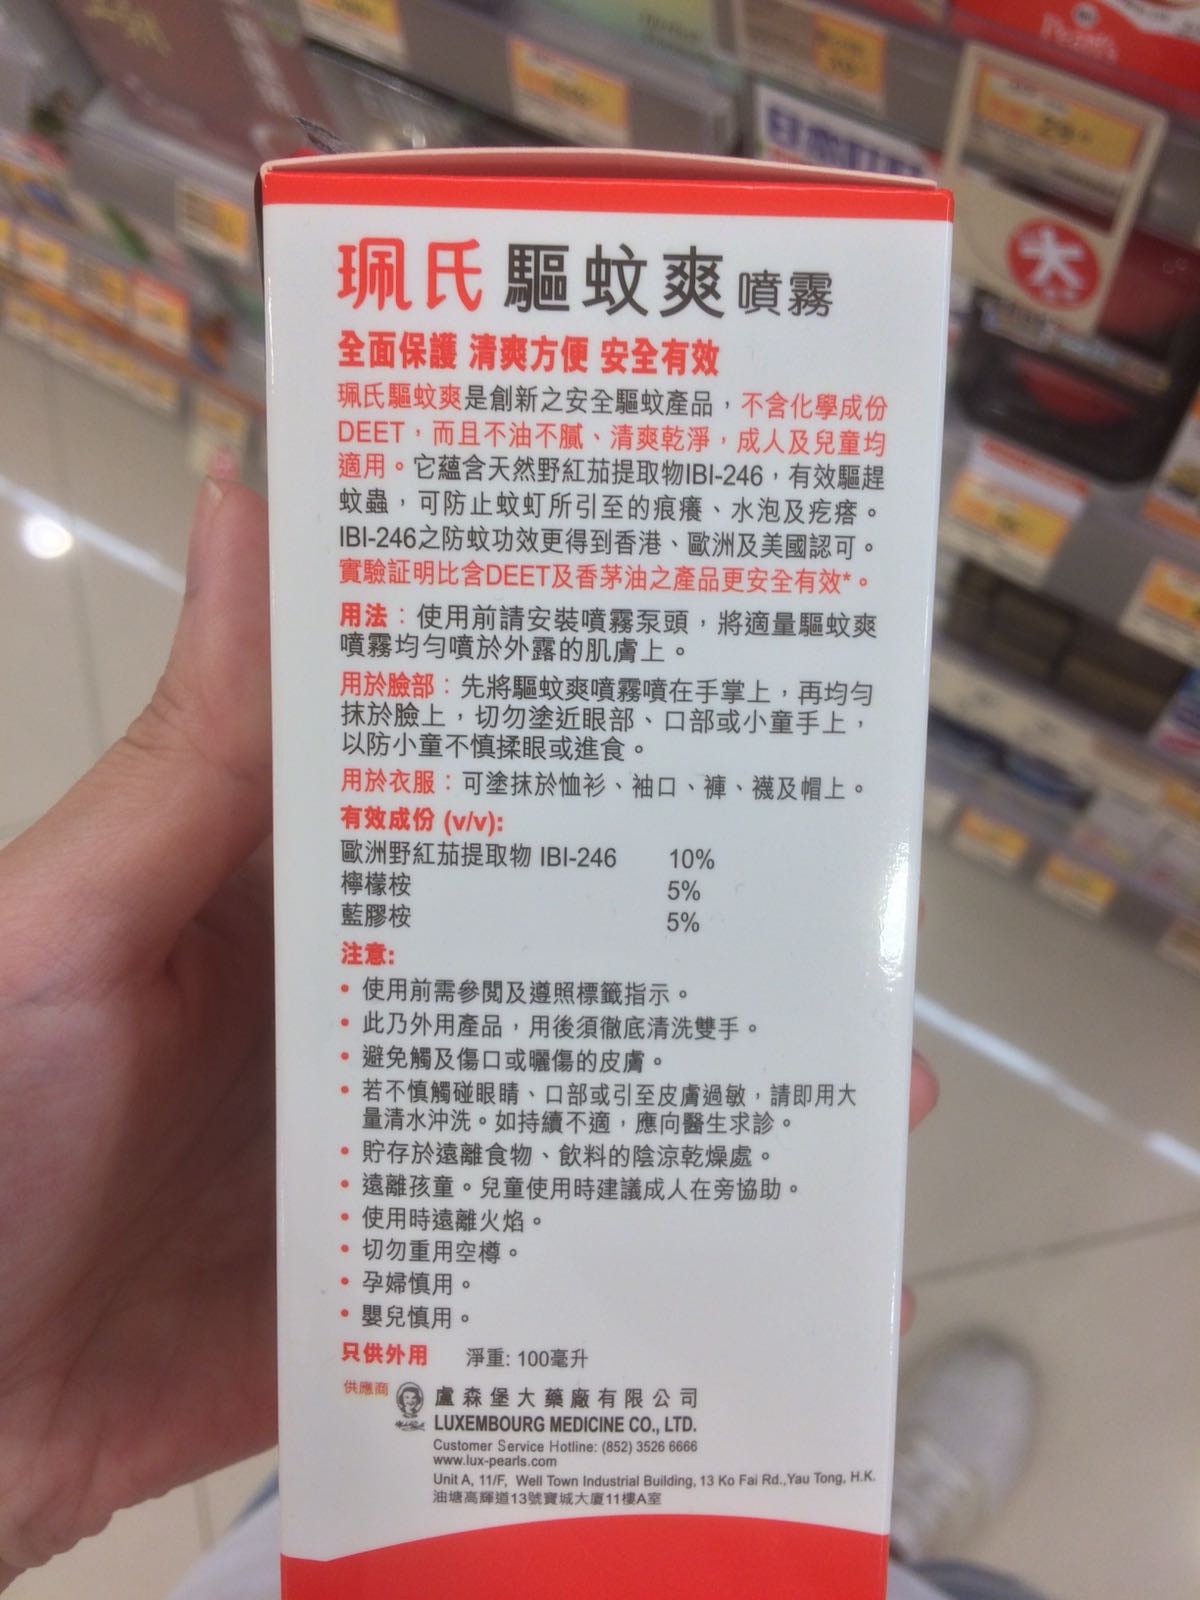 珮氏 驅蚊爽 噴霧
全面保護 清爽方便 安全有效
珮氏驅蚊爽是創新之安全驅蚊產品，不含化學成份
DEET，而且不油不膩、清爽乾淨，成人及兒童均
適用。它蘊含天然野紅茄提取物IBI-246，有效驅趕
蚊蟲，可防止蚊虰所引至的痕癢、水泡及疙瘩。
IBI-246之防蚊功效更得到香港、歐洲及美國認可。
實驗証明比含DEET及香茅油之產品更安全有效*。
用法：使用前請安裝噴霧泵頭，將適量驅蚊爽
噴霧均勻噴於外露的肌膚上。
用於臉部：先將驅蚊爽噴霧噴在手掌上，再均勻
抹於臉上，切勿塗近眼部、口部或小童手上，
以防小童不慎揉眼或進食。
用於衣服：可塗抹於恤衫、袖口、褲、襪及帽上。
有效成份 (v/v):
歐洲野紅茄提取物 IBI-246 10%
檸檬桉 5%
藍膠桉 5%
注意:
• 使用前需參閱及遵照標籤指示。
• 此乃外用產品，用後須徹底清洗雙手。
• 避免觸及傷口或曬傷的皮膚。
• 若不慎觸碰眼睛、口部或引至皮膚過敏，請即用大
量清水沖洗。如持續不適，應向醫生求診。
• 貯存於遠離食物、飲料的陰涼乾燥處。
• 遠離孩童。兒童使用時建議成人在旁協助。
• 使用時遠離火焰。
• 切勿重用空樽。
• 孕婦慎用。
• 嬰兒慎用。
只供外用 淨重: 100毫升
供應商 盧森堡大藥廠有限公司
LUXEMBOURG MEDICINE CO., LTD.
Customer Service Hotline: (852) 3526 6666
www.lux-pearls.com
Unit A, 11/F, Well Town Industrial Building, 13 Ko Fai Rd., Yau Tong, H.K.
油塘高輝道13號寶城大廈11樓A室
大